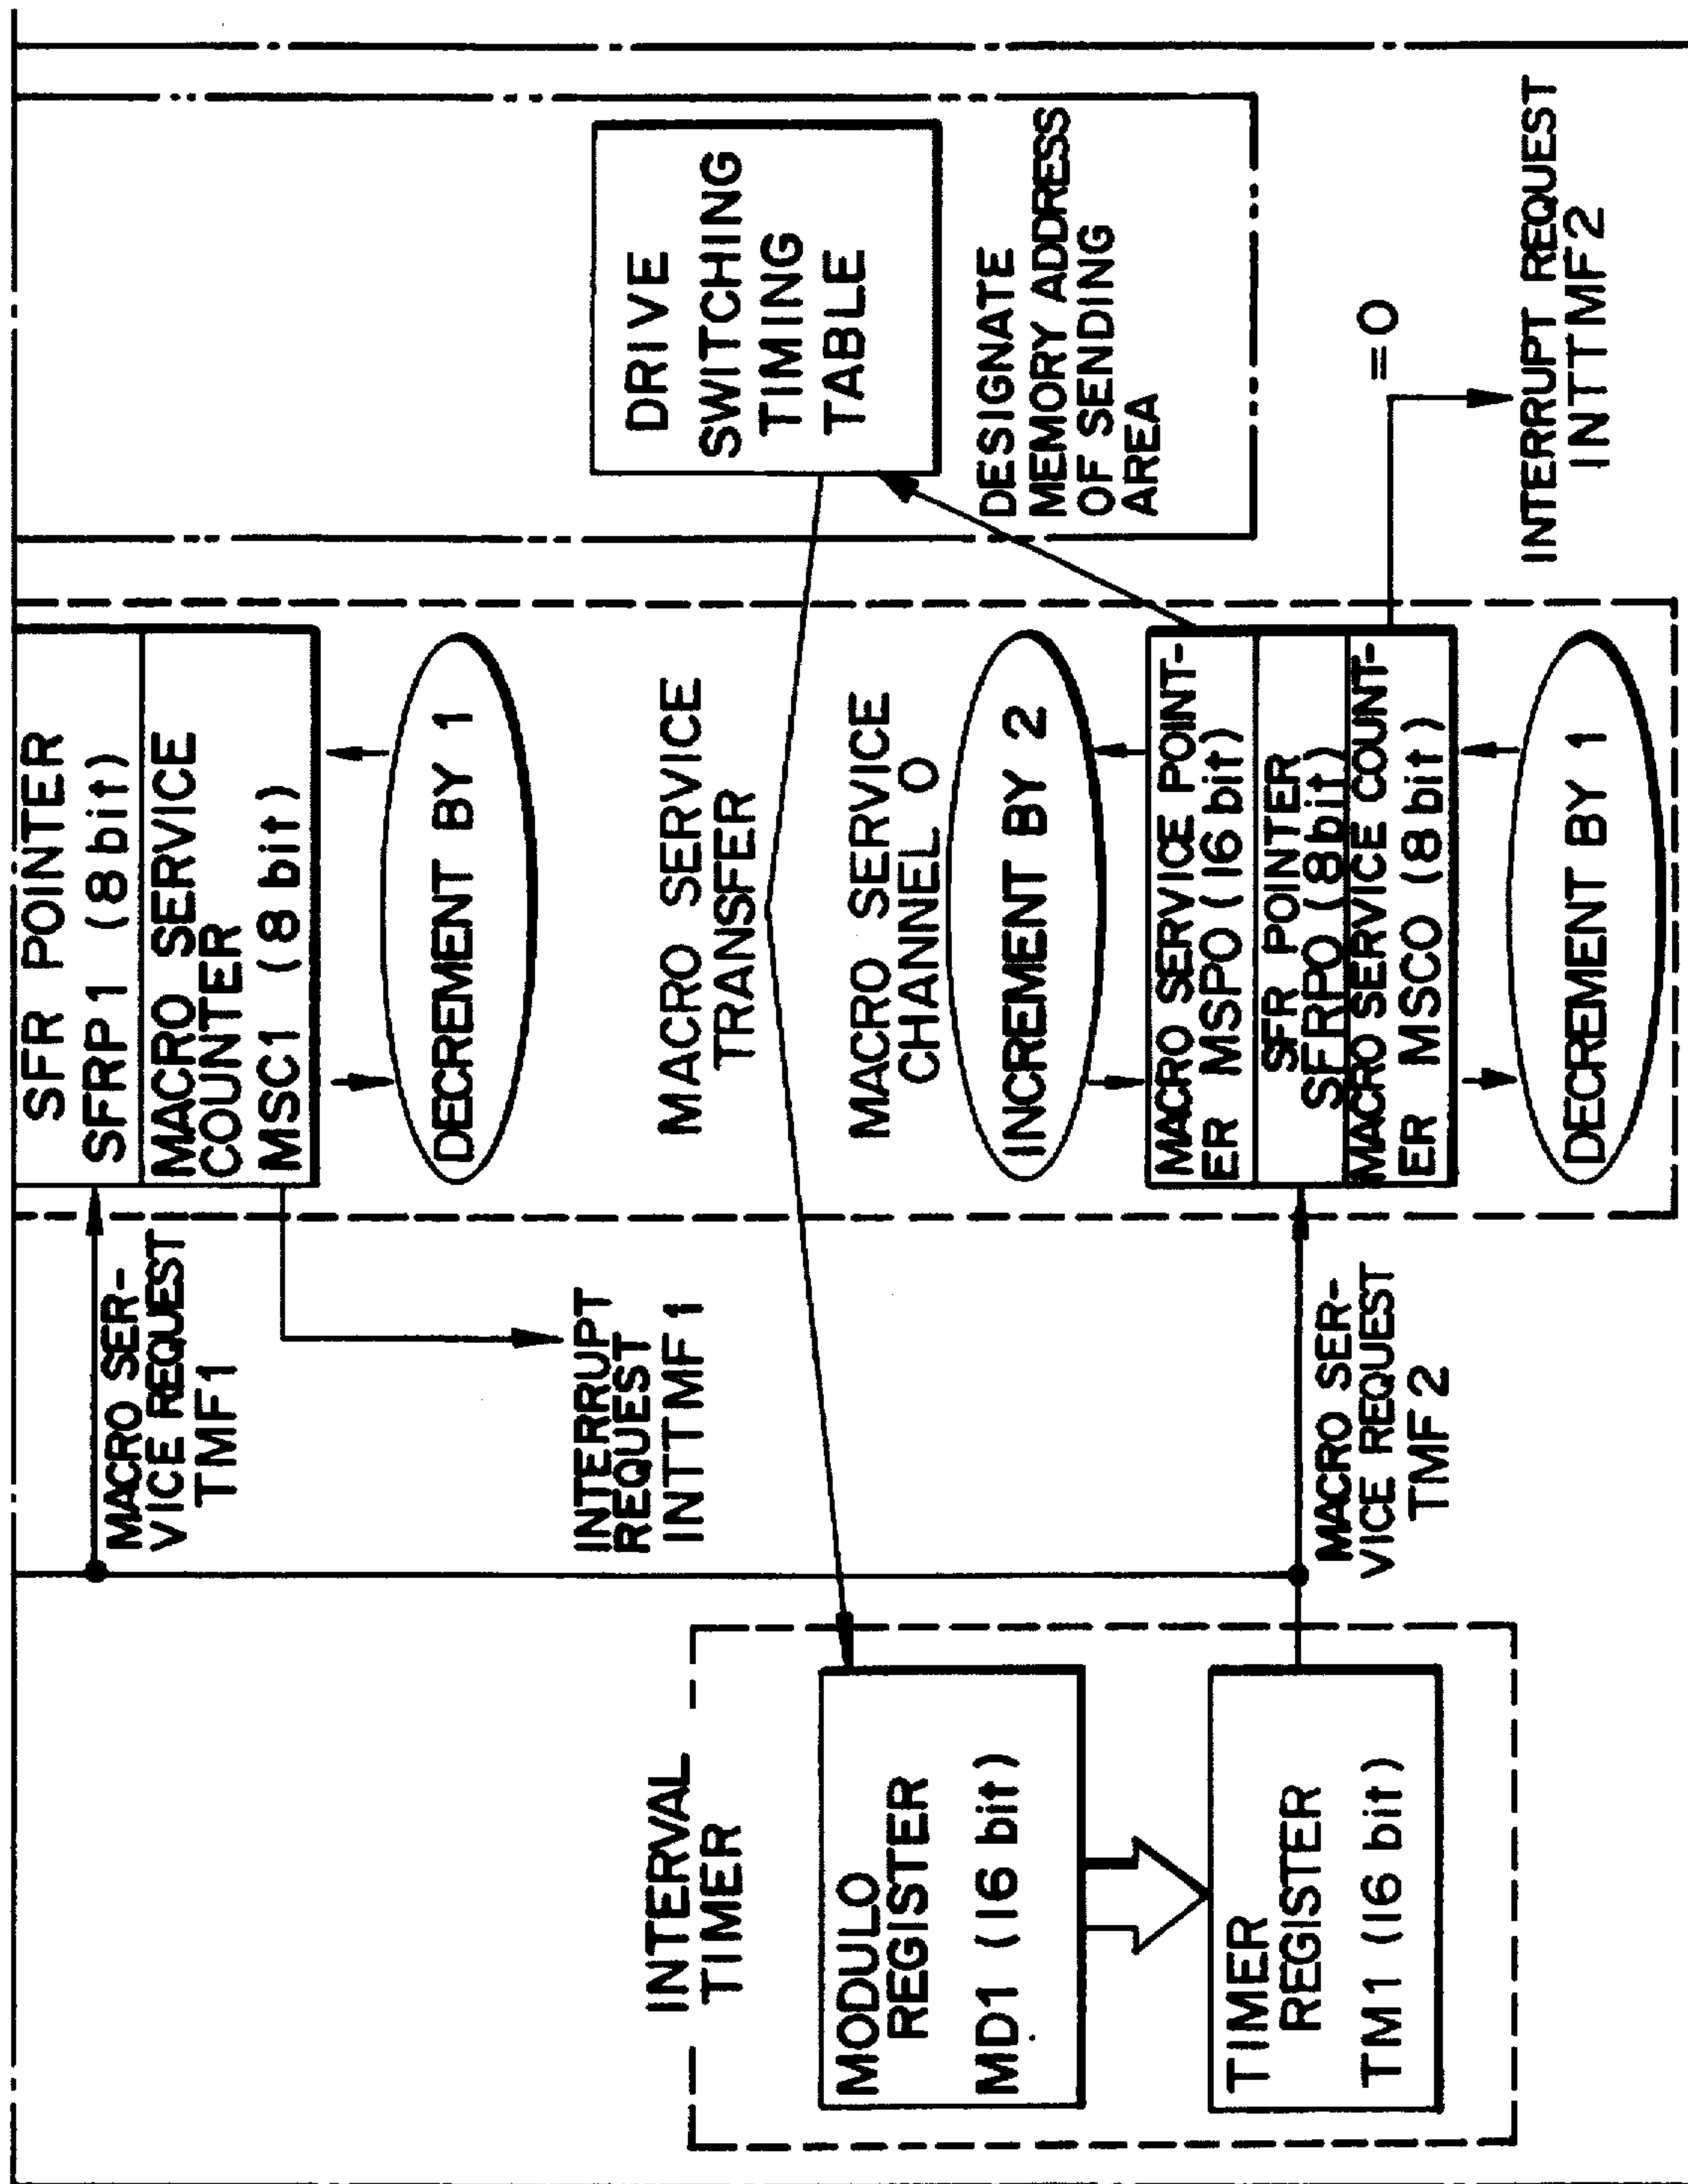 SFR POINTER
SFRP1 (8 bit)
MACRO SERVICE
COUNTER
MSC1 (8 bit)
DECREMENT BY 1
MACRO SER-
VICE REQUEST
TMF1
INTERRUPT
REQUEST
INTTMF1
MACRO SERVICE
TRANSFER
DRIVE
SWITCHING
TIMING
TABLE
DESIGNATE
MEMORY ADDRESS
OF SENDING
AREA
INTERVAL
TIMER
MODULO
REGISTER
MD1 (16 bit)
TIMER
REGISTER
TM1 (16 bit)
MACRO SERVICE
CHANNEL 0
INCREMENT BY 2
MACRO SERVICE POINT-
ER MSP0 (16 bit)
SFR POINTER
SFRP0 (8bit)
MACRO SERVICE COUNT-
ER MSC0 (8 bit)
DECREMENT BY 1
MACRO SER-
VICE REQUEST
TMF2
=0
INTERRUPT REQUEST
INTTMF2